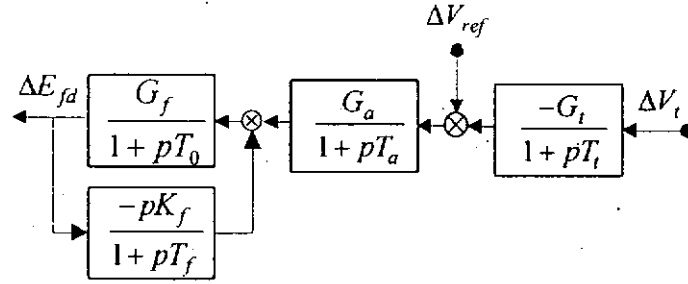 ΔV_ref
ΔE_fd
G_f / (1 + pT_0)
G_a / (1 + pT_a)
-G_t / (1 + pT_t)
ΔV_t
-pK_f / (1 + pT_f)